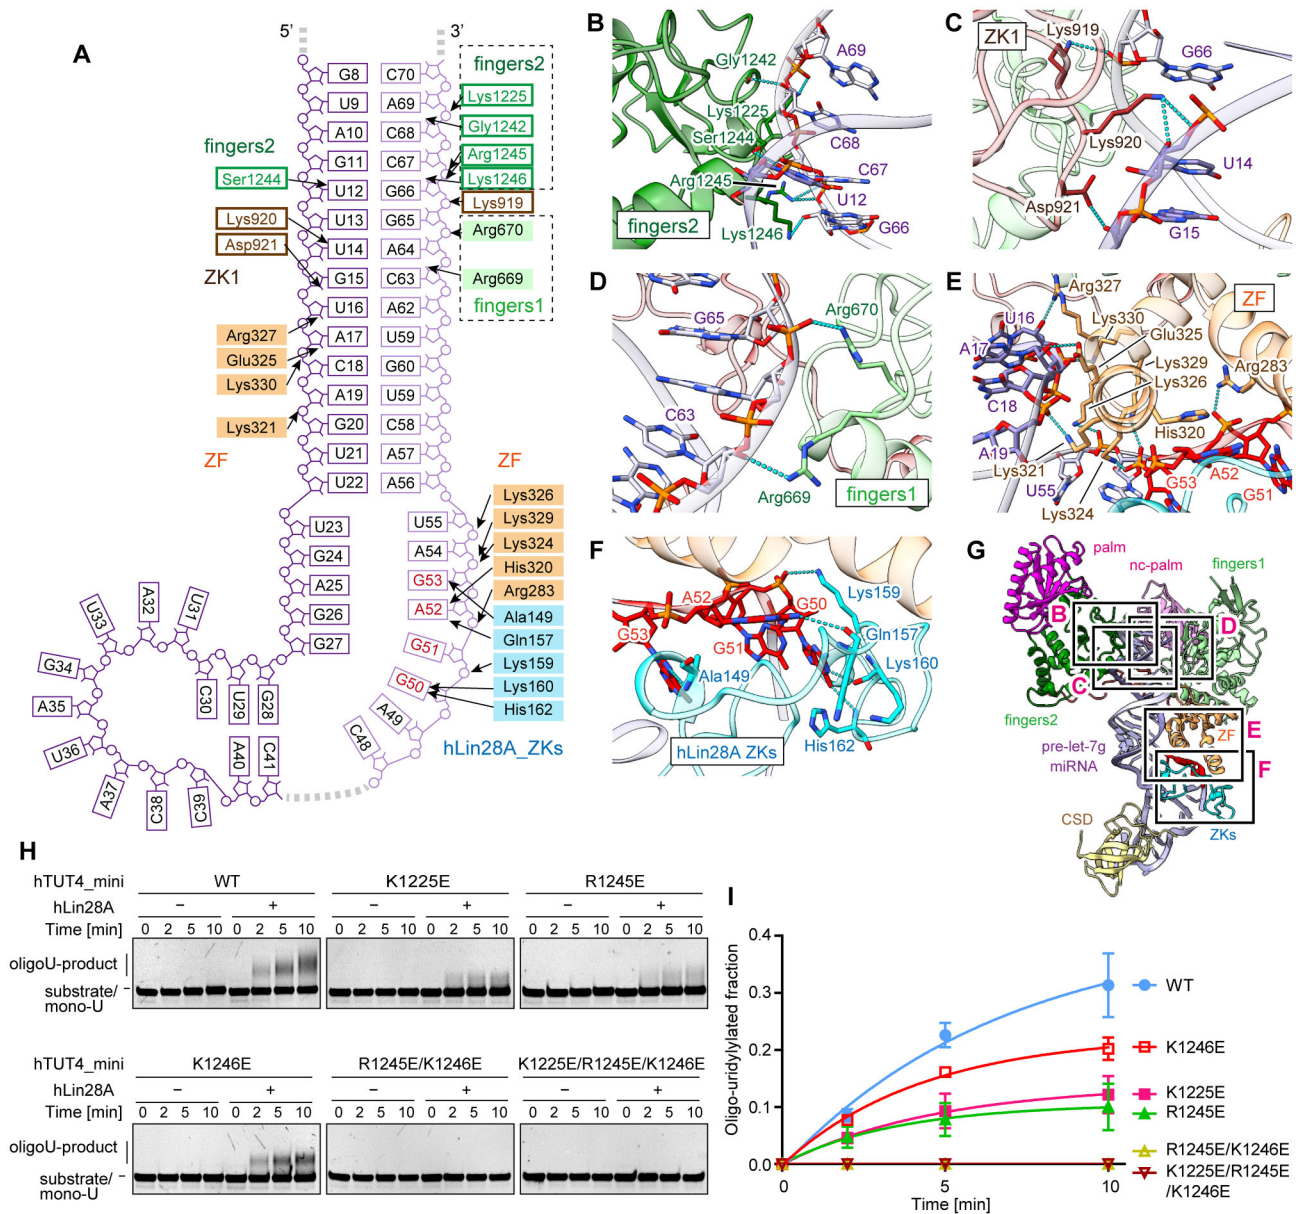 A
5'
3'
G8
U9
A10
G11
U12
U13
U14
G15
U16
A17
C18
A19
G20
U21
U22
U23
G24
A25
G26
G27
G28
U29
C30
U31
A32
U33
G34
A35
U36
A37
C38
C39
A40
C41
C48
A49
G50
G51
A52
G53
A54
U55
A56
A57
C58
G60
U59
A62
C63
A64
G65
G66
C67
C68
A69
C70
U59
fingers2
Ser1244
Lys920
Asp921
ZK1
Arg327
Glu325
Lys330
Lys321
ZF
fingers2
Lys1225
Gly1242
Arg1245
Lys1246
Lys919
Arg670
Arg669
fingers1
ZF
Lys326
Lys329
Lys324
His320
Arg283
Ala149
Gln157
Lys159
Lys160
His162
hLin28A_ZKs
B
Gly1242
A69
Lys1225
Ser1244
C68
C67
Arg1245
U12
Lys1246
G66
fingers2
C
ZK1
Lys919
G66
Lys920
U14
Asp921
G15
D
G65
Arg670
C63
Arg669
fingers1
E
Arg327
ZF
U16
Lys330
Glu325
A17
Lys329
Arg283
Lys326
C18
His320
A19
Lys321
A52
G53
G51
U55
Lys324
F
A52
G50
Lys159
G53
G51
Gln157
Lys160
Ala149
His162
hLin28A ZKs
G
palm
nc-palm
fingers1
B
D
C
fingers2
ZF
E
pre-let-7g
miRNA
F
CSD
ZKs
H
hTUT4_mini WT K1225E R1245E
hLin28A − + − + − +
Time [min] 0 2 5 10 0 2 5 10 0 2 5 10 0 2 5 10 0 2 5 10 0 2 5 10
oligoU-product
substrate/
mono-U
hTUT4_mini K1246E R1245E/K1246E K1225E/R1245E/K1246E
hLin28A − + − + − +
Time [min] 0 2 5 10 0 2 5 10 0 2 5 10 0 2 5 10 0 2 5 10 0 2 5 10
oligoU-product
substrate/
mono-U
I
Oligo-uridylylated fraction
0.4
0.3
0.2
0.1
0.0
0 5 10
Time [min]
WT
K1246E
K1225E
R1245E
R1245E/K1246E
K1225E/R1245E
/K1246E